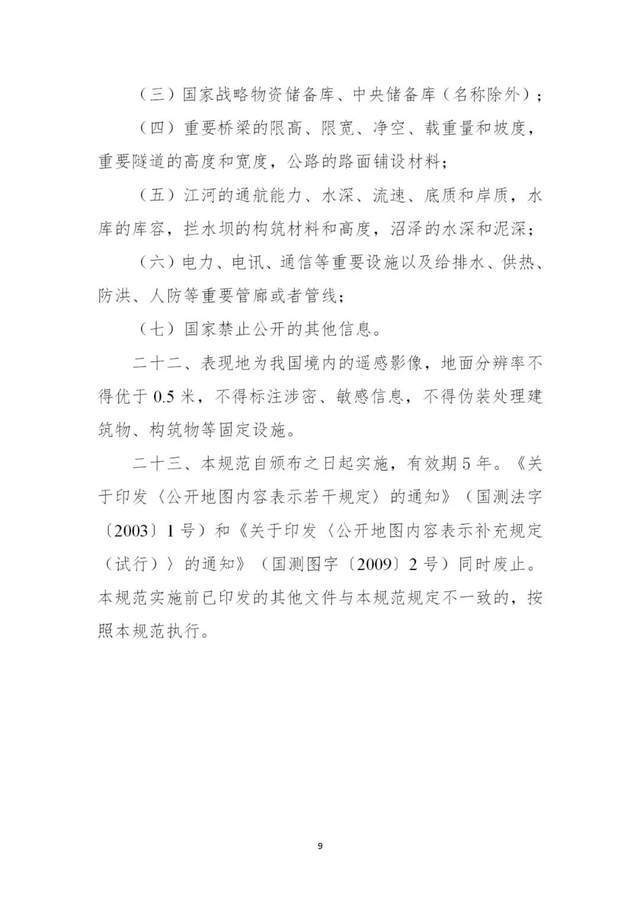 （三）国家战略物资储备库、中央储备库（名称除外）；
（四）重要桥梁的限高、限宽、净空、载重量和坡度，
重要隧道的高度和宽度，公路的路面铺设材料；
（五）江河的通航能力、水深、流速、底质和岸质，水
库的库容，拦水坝的构筑材料和高度，沼泽的水深和泥深；
（六）电力、电讯、通信等重要设施以及给排水、供热、
防洪、人防等重要管廊或者管线；
（七）国家禁止公开的其他信息。
二十二、表现地为我国境内的遥感影像，地面分辨率不
得优于 0.5 米，不得标注涉密、敏感信息，不得伪装处理建
筑物、构筑物等固定设施。
二十三、本规范自颁布之日起实施，有效期 5 年。《关
于印发〈公开地图内容表示若干规定〉的通知》（国测法字
〔2003〕1 号）和《关于印发〈公开地图内容表示补充规定
（试行）〉的通知》（国测图字〔2009〕2 号）同时废止。
本规范实施前已印发的其他文件与本规范规定不一致的，按
照本规范执行。
9